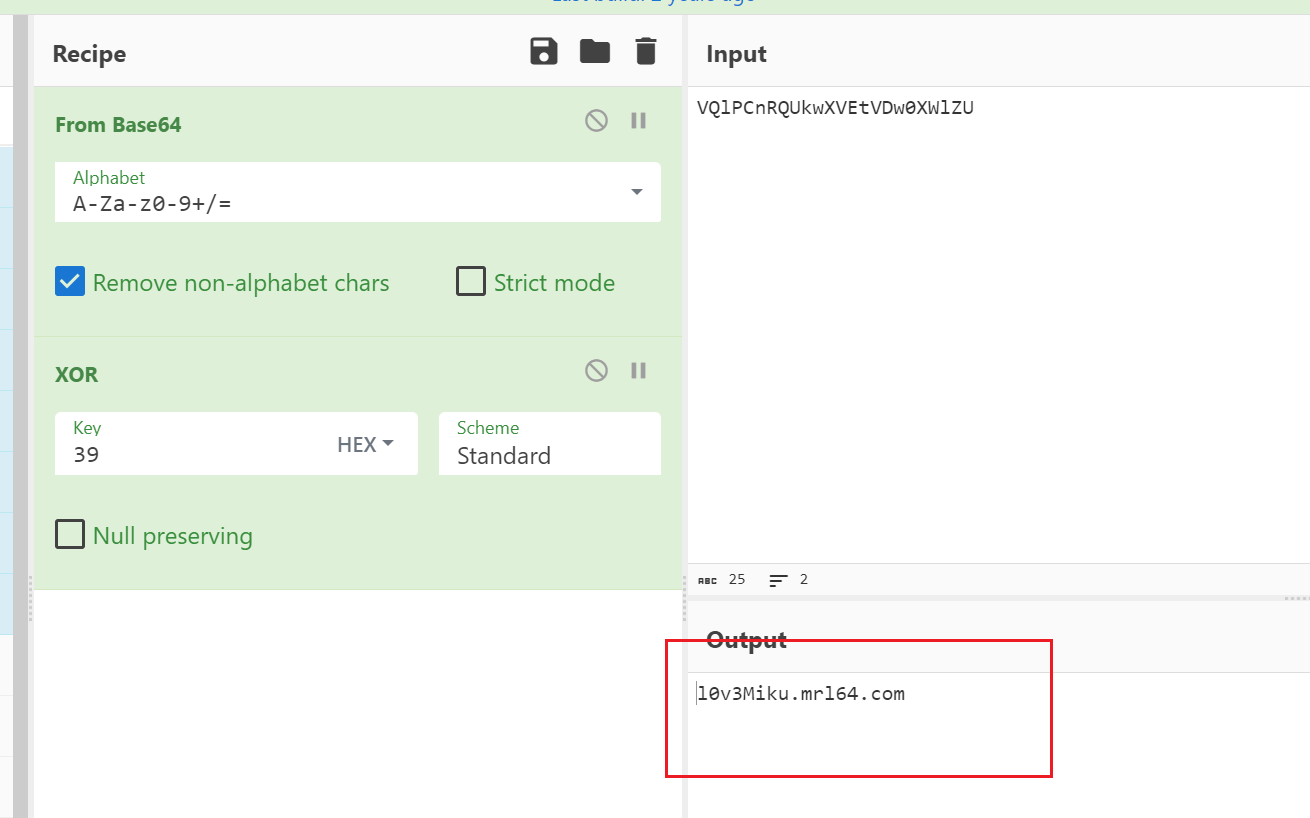 Last build: 2 years ago
Recipe
From Base64
Alphabet
A-Za-z0-9+/=
Remove non-alphabet chars
Strict mode
XOR
Key
39
HEX
Scheme
Standard
Null preserving
Input
VQlPCnRQUkwXVEtVDw0XWlZU
ABC 25 2
Output
l0v3Miku.mrl64.com